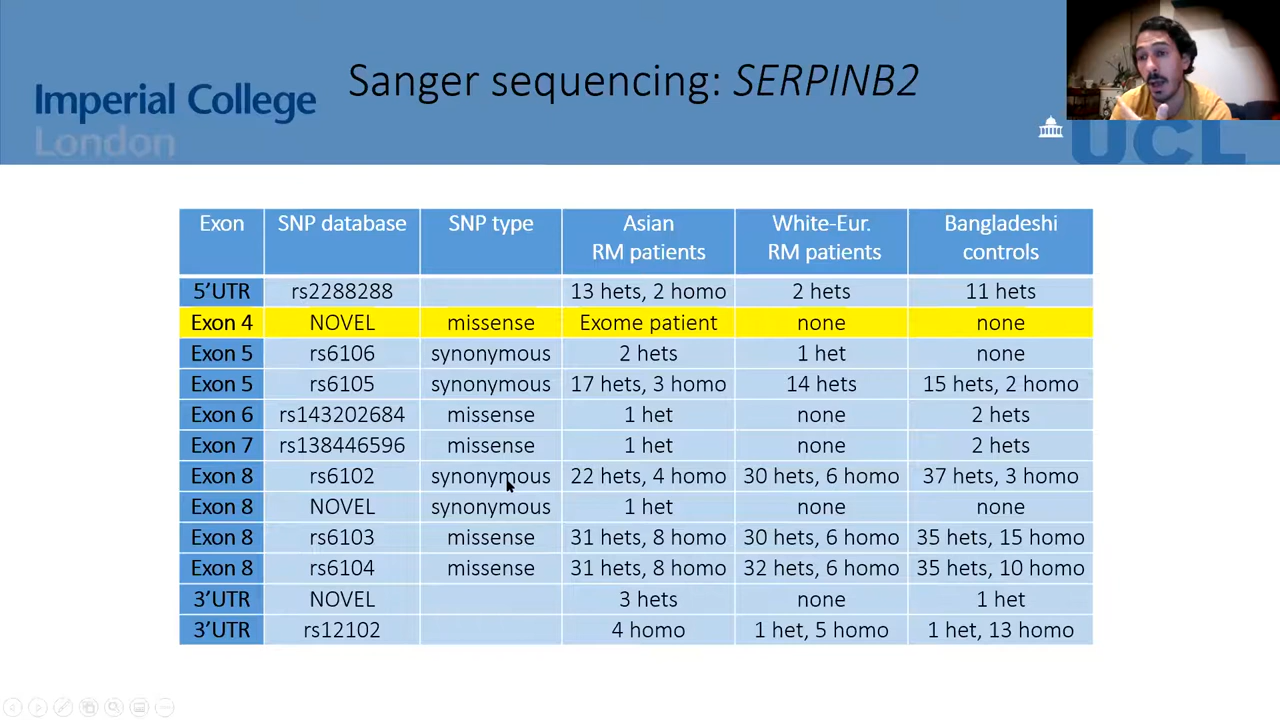 Sanger sequencing: SERPINB2
Imperial College
London
UCL
Exon SNP database SNP type Asian RM patients White-Eur. RM patients Bangladeshi controls
5'UTR rs2288288 13 hets, 2 homo 2 hets 11 hets
Exon 4 NOVEL missense Exome patient none none
Exon 5 rs6106 synonymous 2 hets 1 het none
Exon 5 rs6105 synonymous 17 hets, 3 homo 14 hets 15 hets, 2 homo
Exon 6 rs143202684 missense 1 het none 2 hets
Exon 7 rs138446596 missense 1 het none 2 hets
Exon 8 rs6102 synonymous 22 hets, 4 homo 30 hets, 6 homo 37 hets, 3 homo
Exon 8 NOVEL synonymous 1 het none none
Exon 8 rs6103 missense 31 hets, 8 homo 30 hets, 6 homo 35 hets, 15 homo
Exon 8 rs6104 missense 31 hets, 8 homo 32 hets, 6 homo 35 hets, 10 homo
3'UTR NOVEL 3 hets none 1 het
3'UTR rs12102 4 homo 1 het, 5 homo 1 het, 13 homo